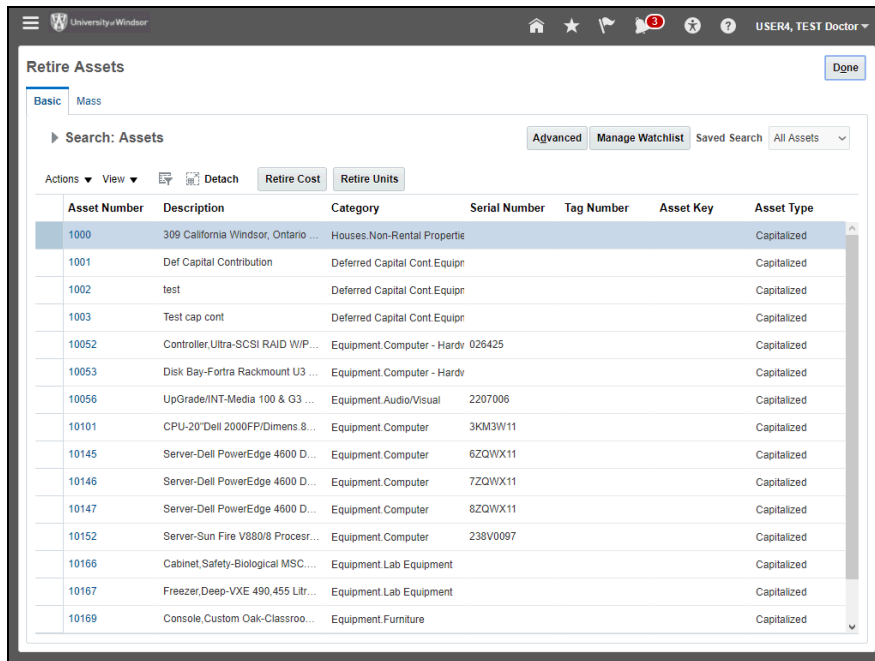 University of Windsor 3 ? USER4, TEST Doctor
Retire Assets Done
Basic Mass
Search: Assets Advanced Manage Watchlist Saved Search All Assets
Actions View Detach Retire Cost Retire Units
Asset Number Description Category Serial Number Tag Number Asset Key Asset Type
1000 309 California Windsor, Ontario ... Houses.Non-Rental Propertie Capitalized
1001 Def Capital Contribution Deferred Capital Cont.Equipn Capitalized
1002 test Deferred Capital Cont.Equipn Capitalized
1003 Test cap cont Deferred Capital Cont.Equipn Capitalized
10052 Controller,Ultra-SCSI RAID W/P... Equipment.Computer - Hardv 026425 Capitalized
10053 Disk Bay-Fortra Rackmount U3 ... Equipment.Computer - Hardv Capitalized
10056 UpGrade/INT-Media 100 & G3 ... Equipment.Audio/Visual 2207006 Capitalized
10101 CPU-20"Dell 2000FP/Dimens.8... Equipment.Computer 3KM3W11 Capitalized
10145 Server-Dell PowerEdge 4600 D... Equipment.Computer 6ZQWX11 Capitalized
10146 Server-Dell PowerEdge 4600 D... Equipment.Computer 7ZQWX11 Capitalized
10147 Server-Dell PowerEdge 4600 D... Equipment.Computer 8ZQWX11 Capitalized
10152 Server-Sun Fire V880/8 Procesr... Equipment.Computer 238V0097 Capitalized
10166 Cabinet,Safety-Biological MSC.... Equipment.Lab Equipment Capitalized
10167 Freezer,Deep-VXE 490,455 Litr... Equipment.Lab Equipment Capitalized
10169 Console,Custom Oak-Classroo... Equipment.Furniture Capitalized